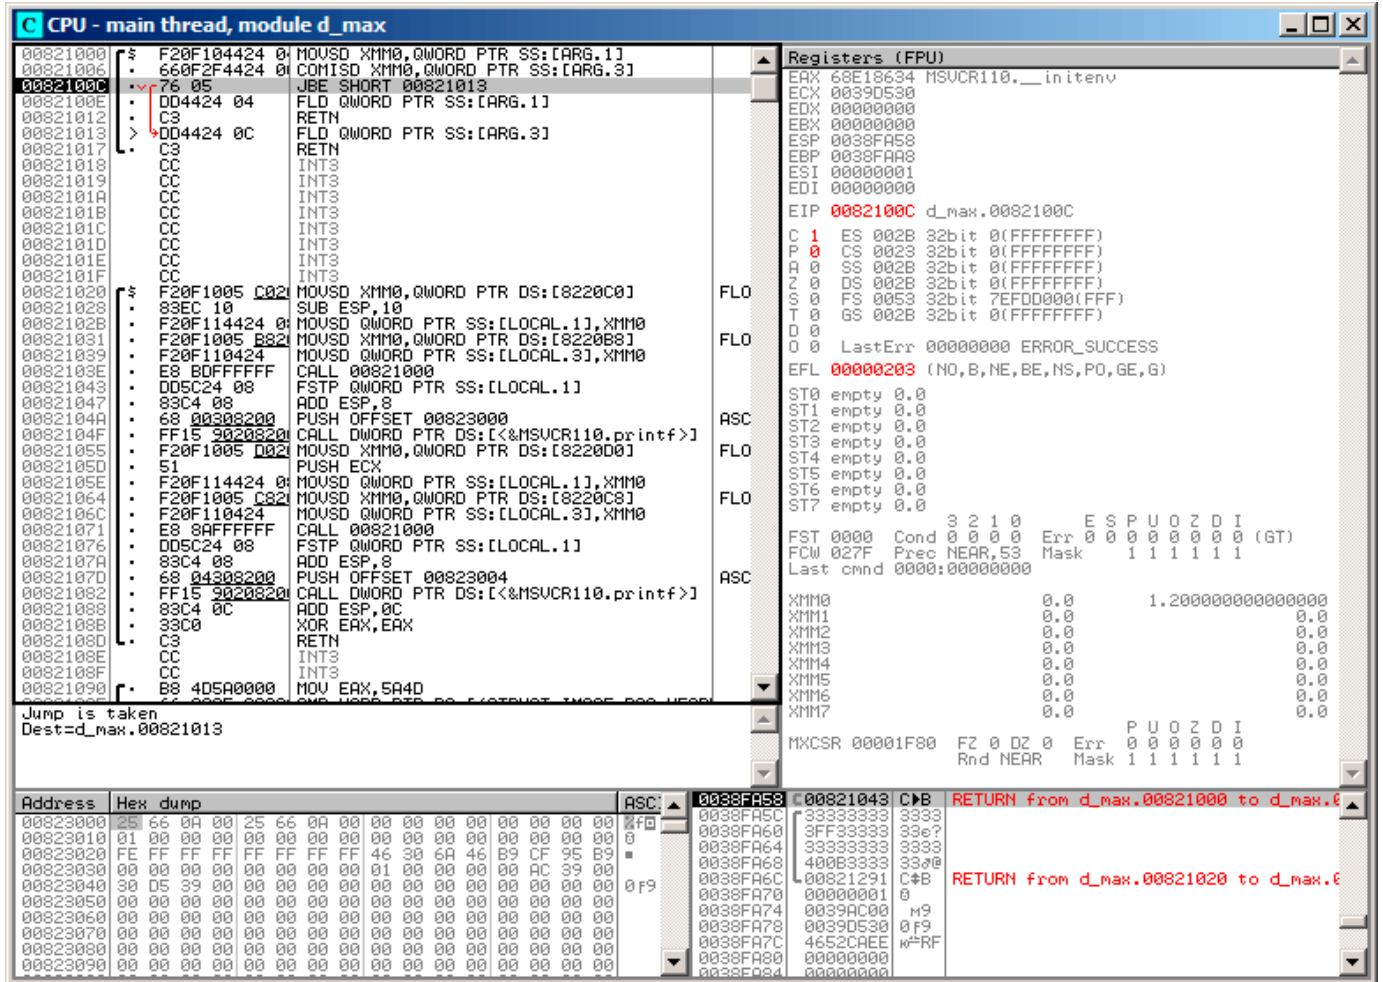 CPU - main thread, module d_max
00821000 $ F20F104424 0 MOVSD XMM0,QWORD PTR SS:[ARG.1]
00821006 660F2F4424 0 COMISD XMM0,QWORD PTR SS:[ARG.3]
0082100C 76 05 JBE SHORT 00821013
0082100E DD4424 04 FLD QWORD PTR SS:[ARG.1]
00821012 C3 RETN
00821013 > DD4424 0C FLD QWORD PTR SS:[ARG.3]
00821017 C3 RETN
00821018 CC INT3
00821019 CC INT3
0082101A CC INT3
0082101B CC INT3
0082101C CC INT3
0082101D CC INT3
0082101E CC INT3
0082101F CC INT3
00821020 $ F20F1005 C02 MOVSD XMM0,QWORD PTR DS:[8220C0] FLO
00821028 83EC 10 SUB ESP,10
0082102B F20F114424 0 MOVSD QWORD PTR SS:[LOCAL.1],XMM0
00821031 F20F1005 B82 MOVSD XMM0,QWORD PTR DS:[8220B8] FLO
00821039 F20F110424 MOVSD QWORD PTR SS:[LOCAL.3],XMM0
0082103E E8 BDFFFFFF CALL 00821000
00821043 DD5C24 08 FSTP QWORD PTR SS:[LOCAL.1]
00821047 83C4 08 ADD ESP,8
0082104A 68 00308200 PUSH OFFSET 00823000 ASC
0082104F FF15 9020820 CALL DWORD PTR DS:[<&MSVCR110.printf>]
00821055 F20F1005 D02 MOVSD XMM0,QWORD PTR DS:[8220D0] FLO
0082105D 51 PUSH ECX
0082105E F20F114424 0 MOVSD QWORD PTR SS:[LOCAL.1],XMM0
00821064 F20F1005 C82 MOVSD XMM0,QWORD PTR DS:[8220C8] FLO
0082106C F20F110424 MOVSD QWORD PTR SS:[LOCAL.3],XMM0
00821071 E8 8AFFFFFF CALL 00821000
00821076 DD5C24 08 FSTP QWORD PTR SS:[LOCAL.1]
0082107A 83C4 08 ADD ESP,8
0082107D 68 04308200 PUSH OFFSET 00823004 ASC
00821082 FF15 9020820 CALL DWORD PTR DS:[<&MSVCR110.printf>]
00821088 83C4 0C ADD ESP,0C
0082108B 33C0 XOR EAX,EAX
0082108D C3 RETN
0082108E CC INT3
0082108F CC INT3
00821090 B8 4D5A0000 MOV EAX,5A4D
Jump is taken
Dest=d_max.00821013
Registers (FPU)
EAX 68E18634 MSVCR110.__initenv
ECX 0039D530
EDX 00000000
EBX 00000000
ESP 0038FA58
EBP 0038FAA8
ESI 00000001
EDI 00000000
EIP 0082100C d_max.0082100C
C 1 ES 002B 32bit 0(FFFFFFFF)
P 0 CS 0023 32bit 0(FFFFFFFF)
A 0 SS 002B 32bit 0(FFFFFFFF)
Z 0 DS 002B 32bit 0(FFFFFFFF)
S 0 FS 0053 32bit 7EFDD000(FFF)
T 0 GS 002B 32bit 0(FFFFFFFF)
D 0
O 0 LastErr 00000000 ERROR_SUCCESS
EFL 00000203 (NO,B,NE,BE,NS,PO,GE,G)
ST0 empty 0.0
ST1 empty 0.0
ST2 empty 0.0
ST3 empty 0.0
ST4 empty 0.0
ST5 empty 0.0
ST6 empty 0.0
ST7 empty 0.0
3 2 1 0 E S P U O Z D I
FST 0000 Cond 0 0 0 0 Err 0 0 0 0 0 0 0 0 (GT)
FCW 027F Prec NEAR,53 Mask 1 1 1 1 1 1
Last cmnd 0000:00000000
XMM0 0.0 1.200000000000000
XMM1 0.0 0.0
XMM2 0.0 0.0
XMM3 0.0 0.0
XMM4 0.0 0.0
XMM5 0.0 0.0
XMM6 0.0 0.0
XMM7 0.0 0.0
P U O Z D I
MXCSR 00001F80 FZ 0 DZ 0 Err 0 0 0 0 0 0
Rnd NEAR Mask 1 1 1 1 1 1
Address Hex dump ASC
00823000 25 66 0A 00 25 66 0A 00 00 00 00 00 00 00 00 00 %f
00823010 01 00 00 00 00 00 00 00 00 00 00 00 00 00 00 00
00823020 FE FF FF FF FF FF FF FF 46 30 6A 46 B9 CF 95 B9
00823030 00 00 00 00 00 00 00 00 01 00 00 00 00 AC 39 00
00823040 30 D5 39 00 00 00 00 00 00 00 00 00 00 00 00 00
00823050 00 00 00 00 00 00 00 00 00 00 00 00 00 00 00 00
00823060 00 00 00 00 00 00 00 00 00 00 00 00 00 00 00 00
00823070 00 00 00 00 00 00 00 00 00 00 00 00 00 00 00 00
00823080 00 00 00 00 00 00 00 00 00 00 00 00 00 00 00 00
00823090 00 00 00 00 00 00 00 00 00 00 00 00 00 00 00 00
0038FA58 00821043 RETURN from d_max.00821000 to d_max.0
0038FA5C 33333333 3333
0038FA60 3FF33333
0038FA64 33333333 3333
0038FA68 400B3333
0038FA6C 00821291 RETURN from d_max.00821020 to d_max.0
0038FA70 00000001
0038FA74 0039AC00
0038FA78 0039D530
0038FA7C 4652CAEE
0038FA80 00000000
0038FA84 00000000